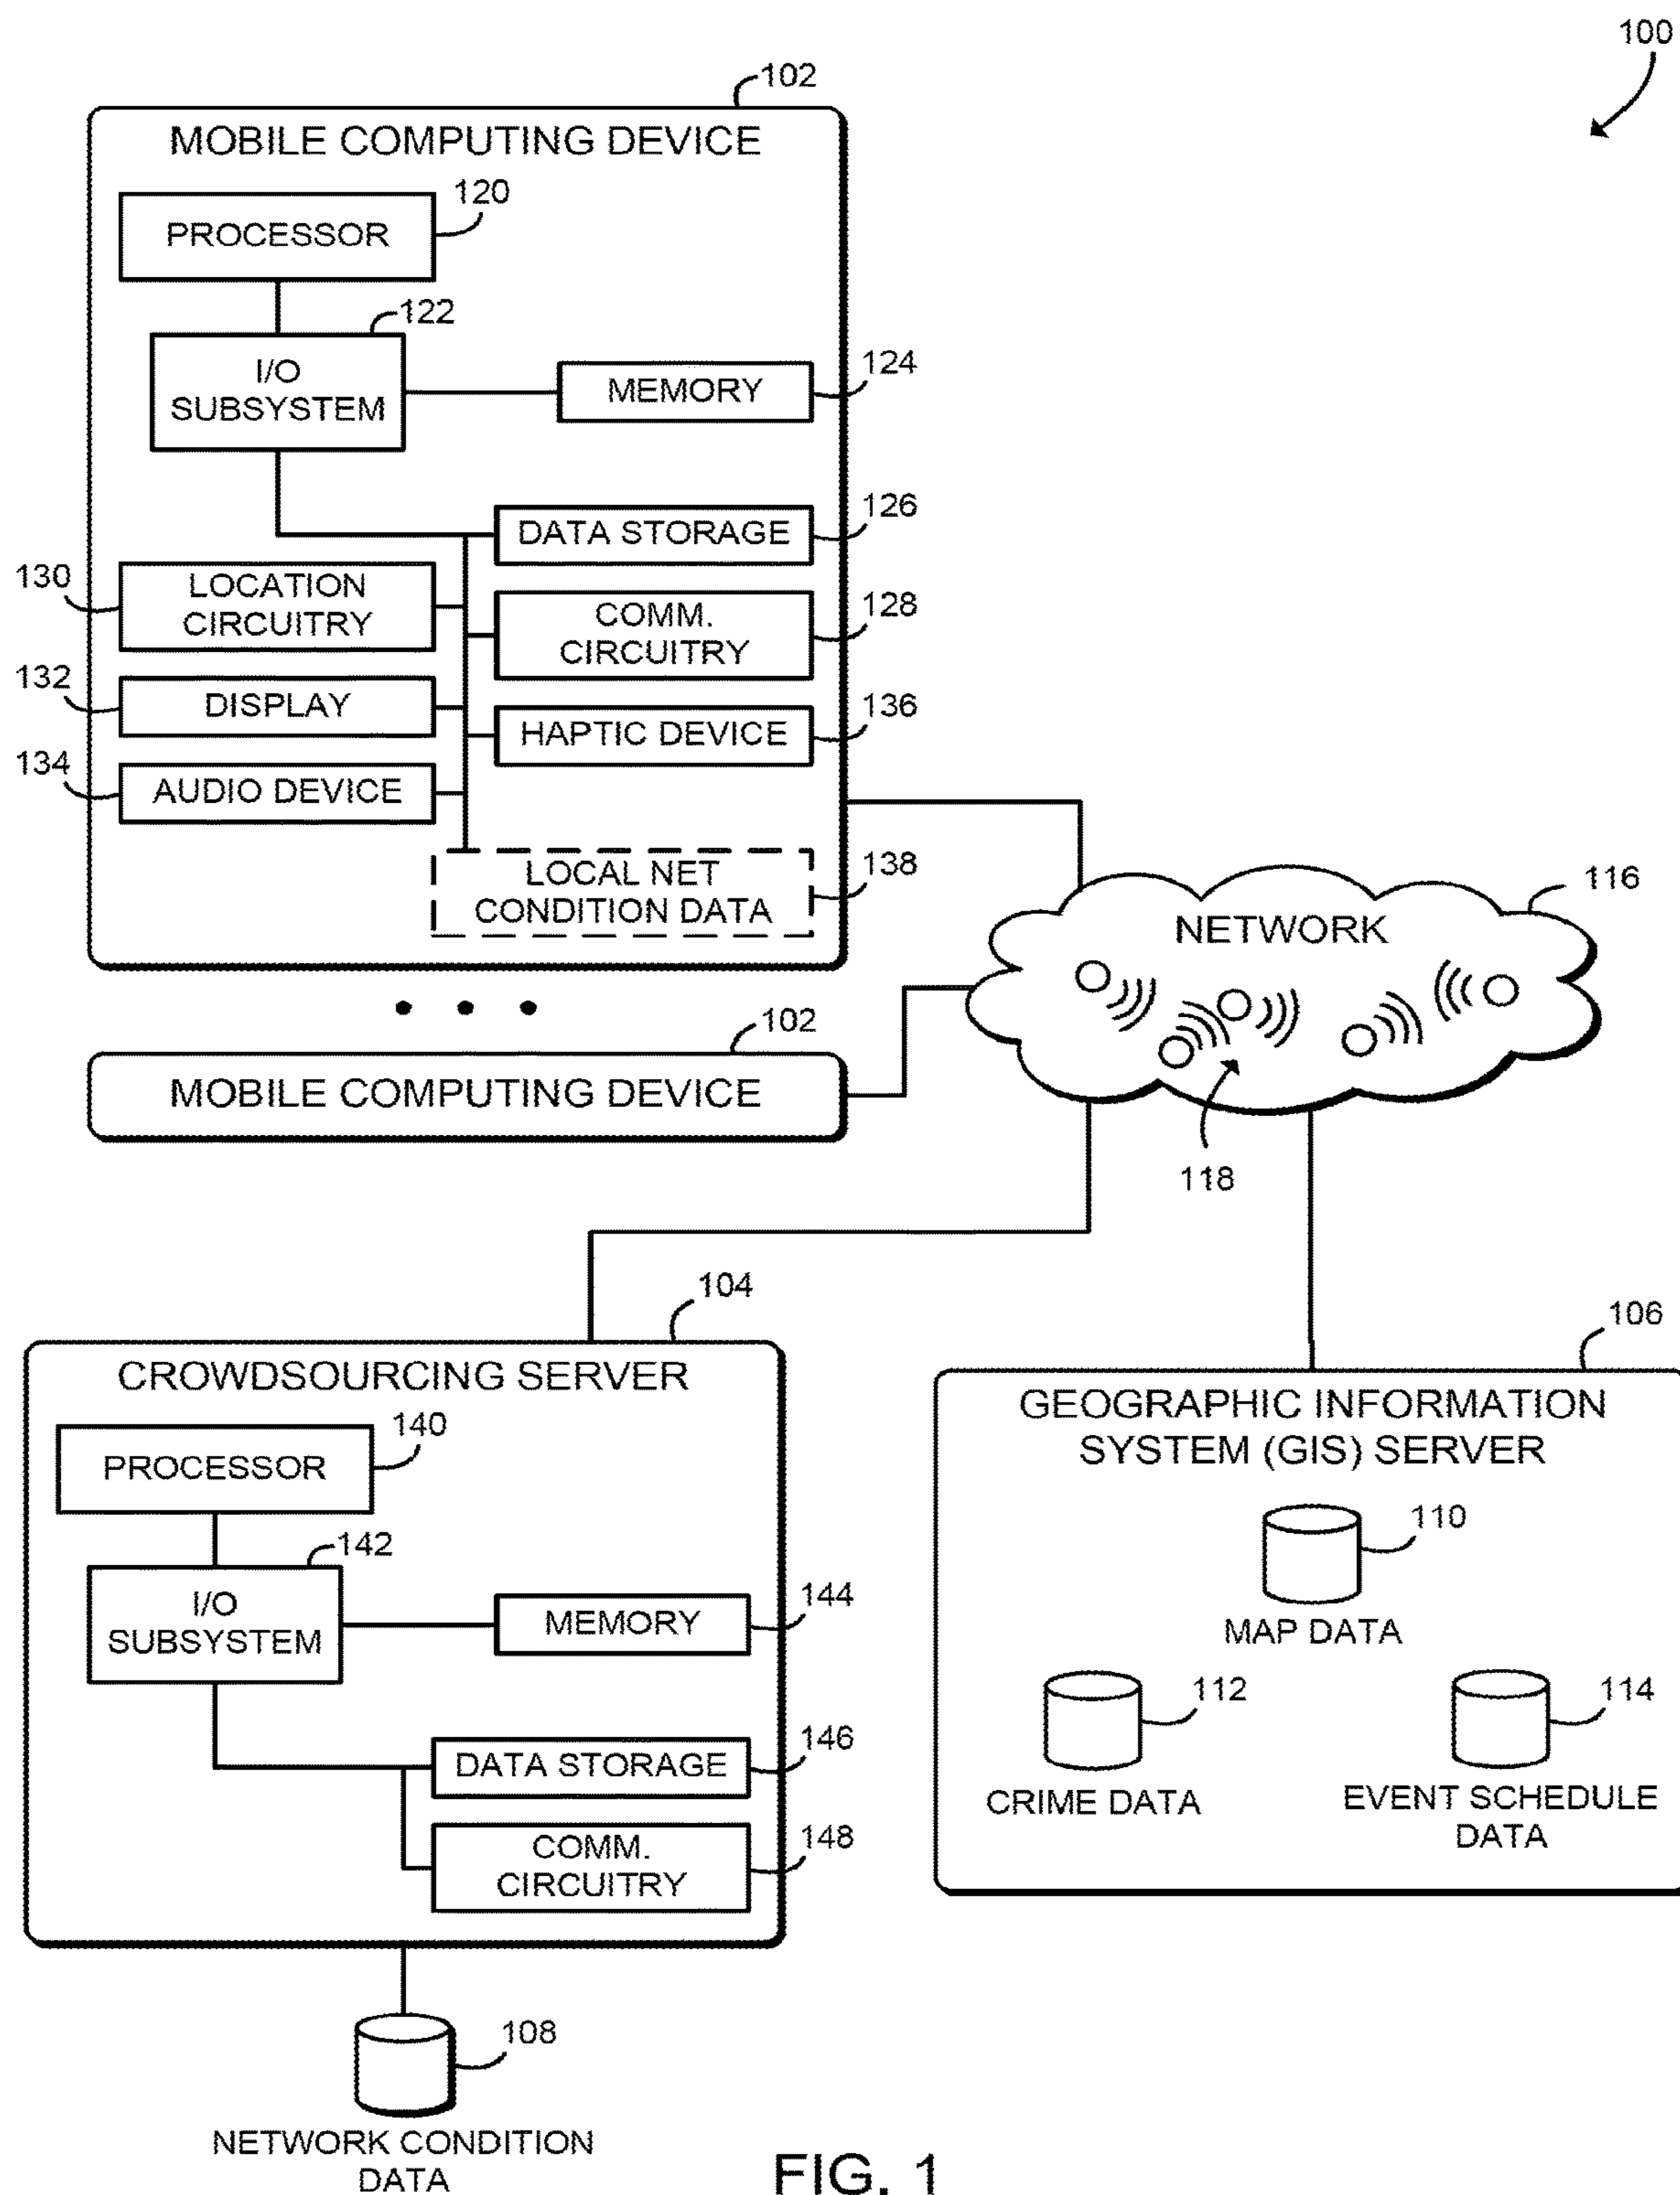 100
102
MOBILE COMPUTING DEVICE
120
PROCESSOR
122
I/O
SUBSYSTEM
124
MEMORY
126
DATA STORAGE
130
LOCATION
CIRCUITRY
128
COMM.
CIRCUITRY
132
DISPLAY
136
HAPTIC DEVICE
134
AUDIO DEVICE
138
LOCAL NET
CONDITION DATA
116
NETWORK
118
102
MOBILE COMPUTING DEVICE
104
CROWDSOURCING SERVER
140
PROCESSOR
142
I/O
SUBSYSTEM
144
MEMORY
146
DATA STORAGE
148
COMM.
CIRCUITRY
108
NETWORK CONDITION
DATA
106
GEOGRAPHIC INFORMATION
SYSTEM (GIS) SERVER
110
MAP DATA
112
CRIME DATA
114
EVENT SCHEDULE
DATA
FIG. 1